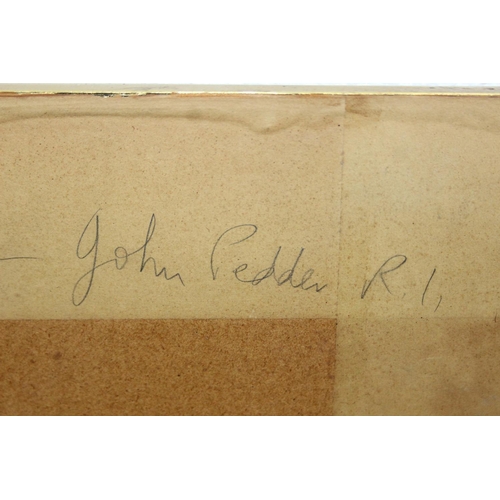 - John Pedder R.I,